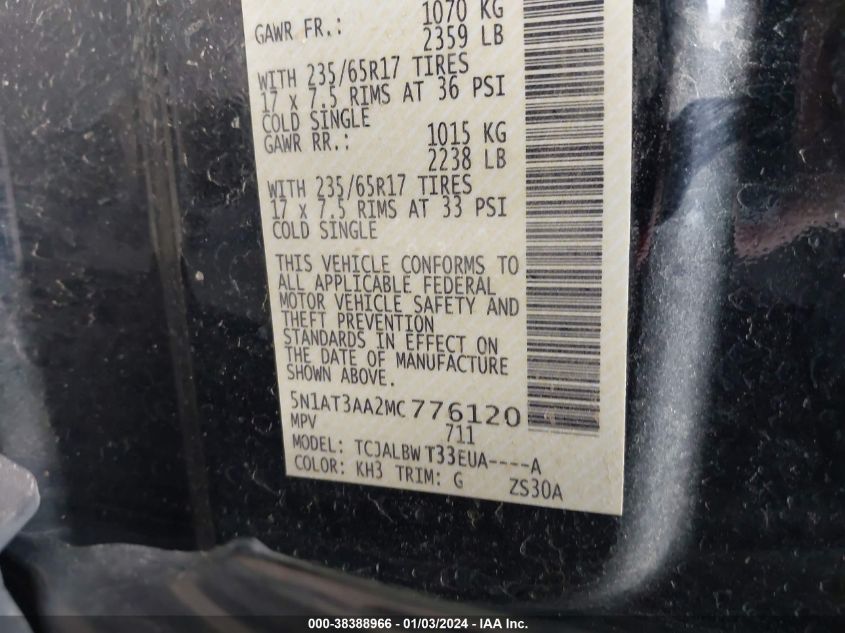 1070 KG
GAWR FR.: 2359 LB
WITH 235/65R17 TIRES
17 x 7.5 RIMS AT 36 PSI
COLD SINGLE
1015 KG
GAWR RR.: 2238 LB
WITH 235/65R17 TIRES
17 x 7.5 RIMS AT 33 PSI
COLD SINGLE
THIS VEHICLE CONFORMS TO
ALL APPLICABLE FEDERAL
MOTOR VEHICLE SAFETY AND
THEFT PREVENTION
STANDARDS IN EFFECT ON
THE DATE OF MANUFACTURE
SHOWN ABOVE.
5N1AT3AA2MC776120
MPV 711
MODEL: TCJALBWT33EUA----A
COLOR: KH3 TRIM: G ZS30A
000-38388966 - 01/03/2024 - IAA Inc.